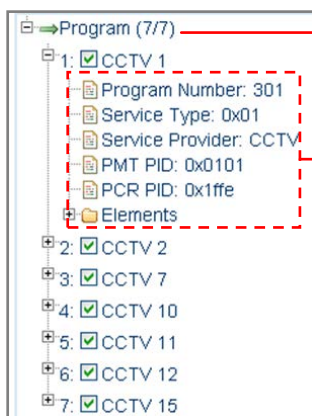 Program (7/7)
1: CCTV 1
Program Number: 301
Service Type: 0x01
Service Provider: CCTV
PMT PID: 0x0101
PCR PID: 0x1ffe
Elements
2: CCTV 2
3: CCTV 7
4: CCTV 10
5: CCTV 11
6: CCTV 12
7: CCTV 15